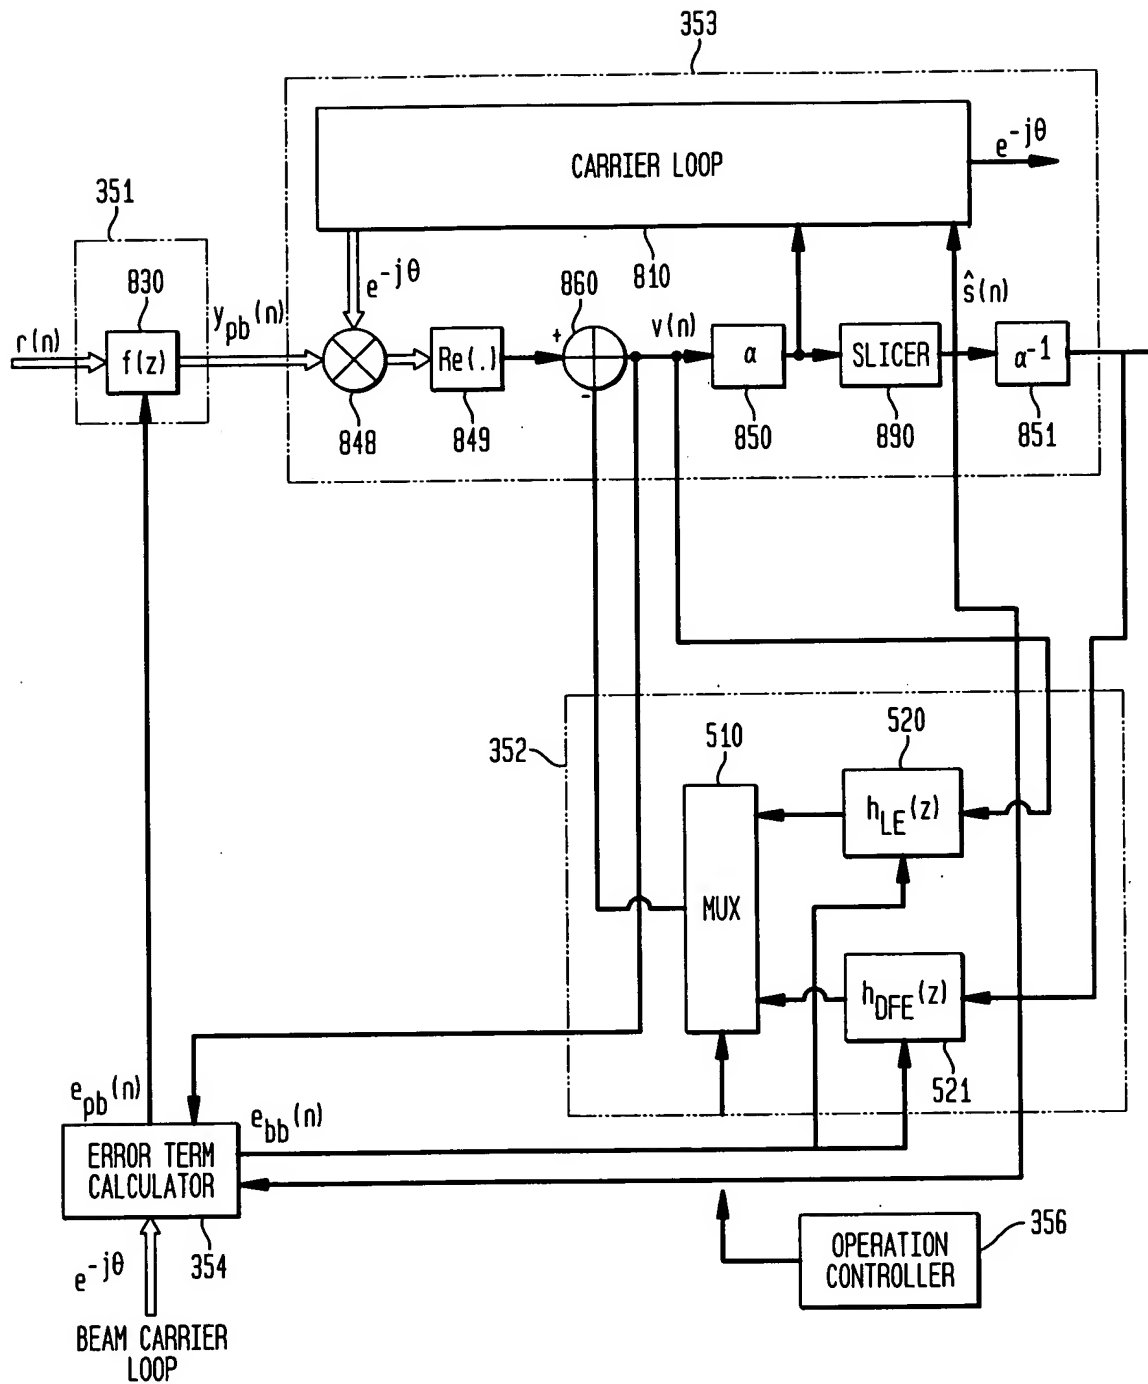 353
CARRIER LOOP
e^-jθ
351
830
y_pb(n)
r(n)
f(z)
e^-jθ
810
860
+
-
v(n)
ŝ(n)
Re(.)
α
SLICER
α^-1
848
849
850
890
851
352
510
520
h_LE(z)
MUX
h_DFE(z)
521
e_pb(n)
e_bb(n)
ERROR TERM
CALCULATOR
354
e^-jθ
BEAM CARRIER
LOOP
356
OPERATION
CONTROLLER